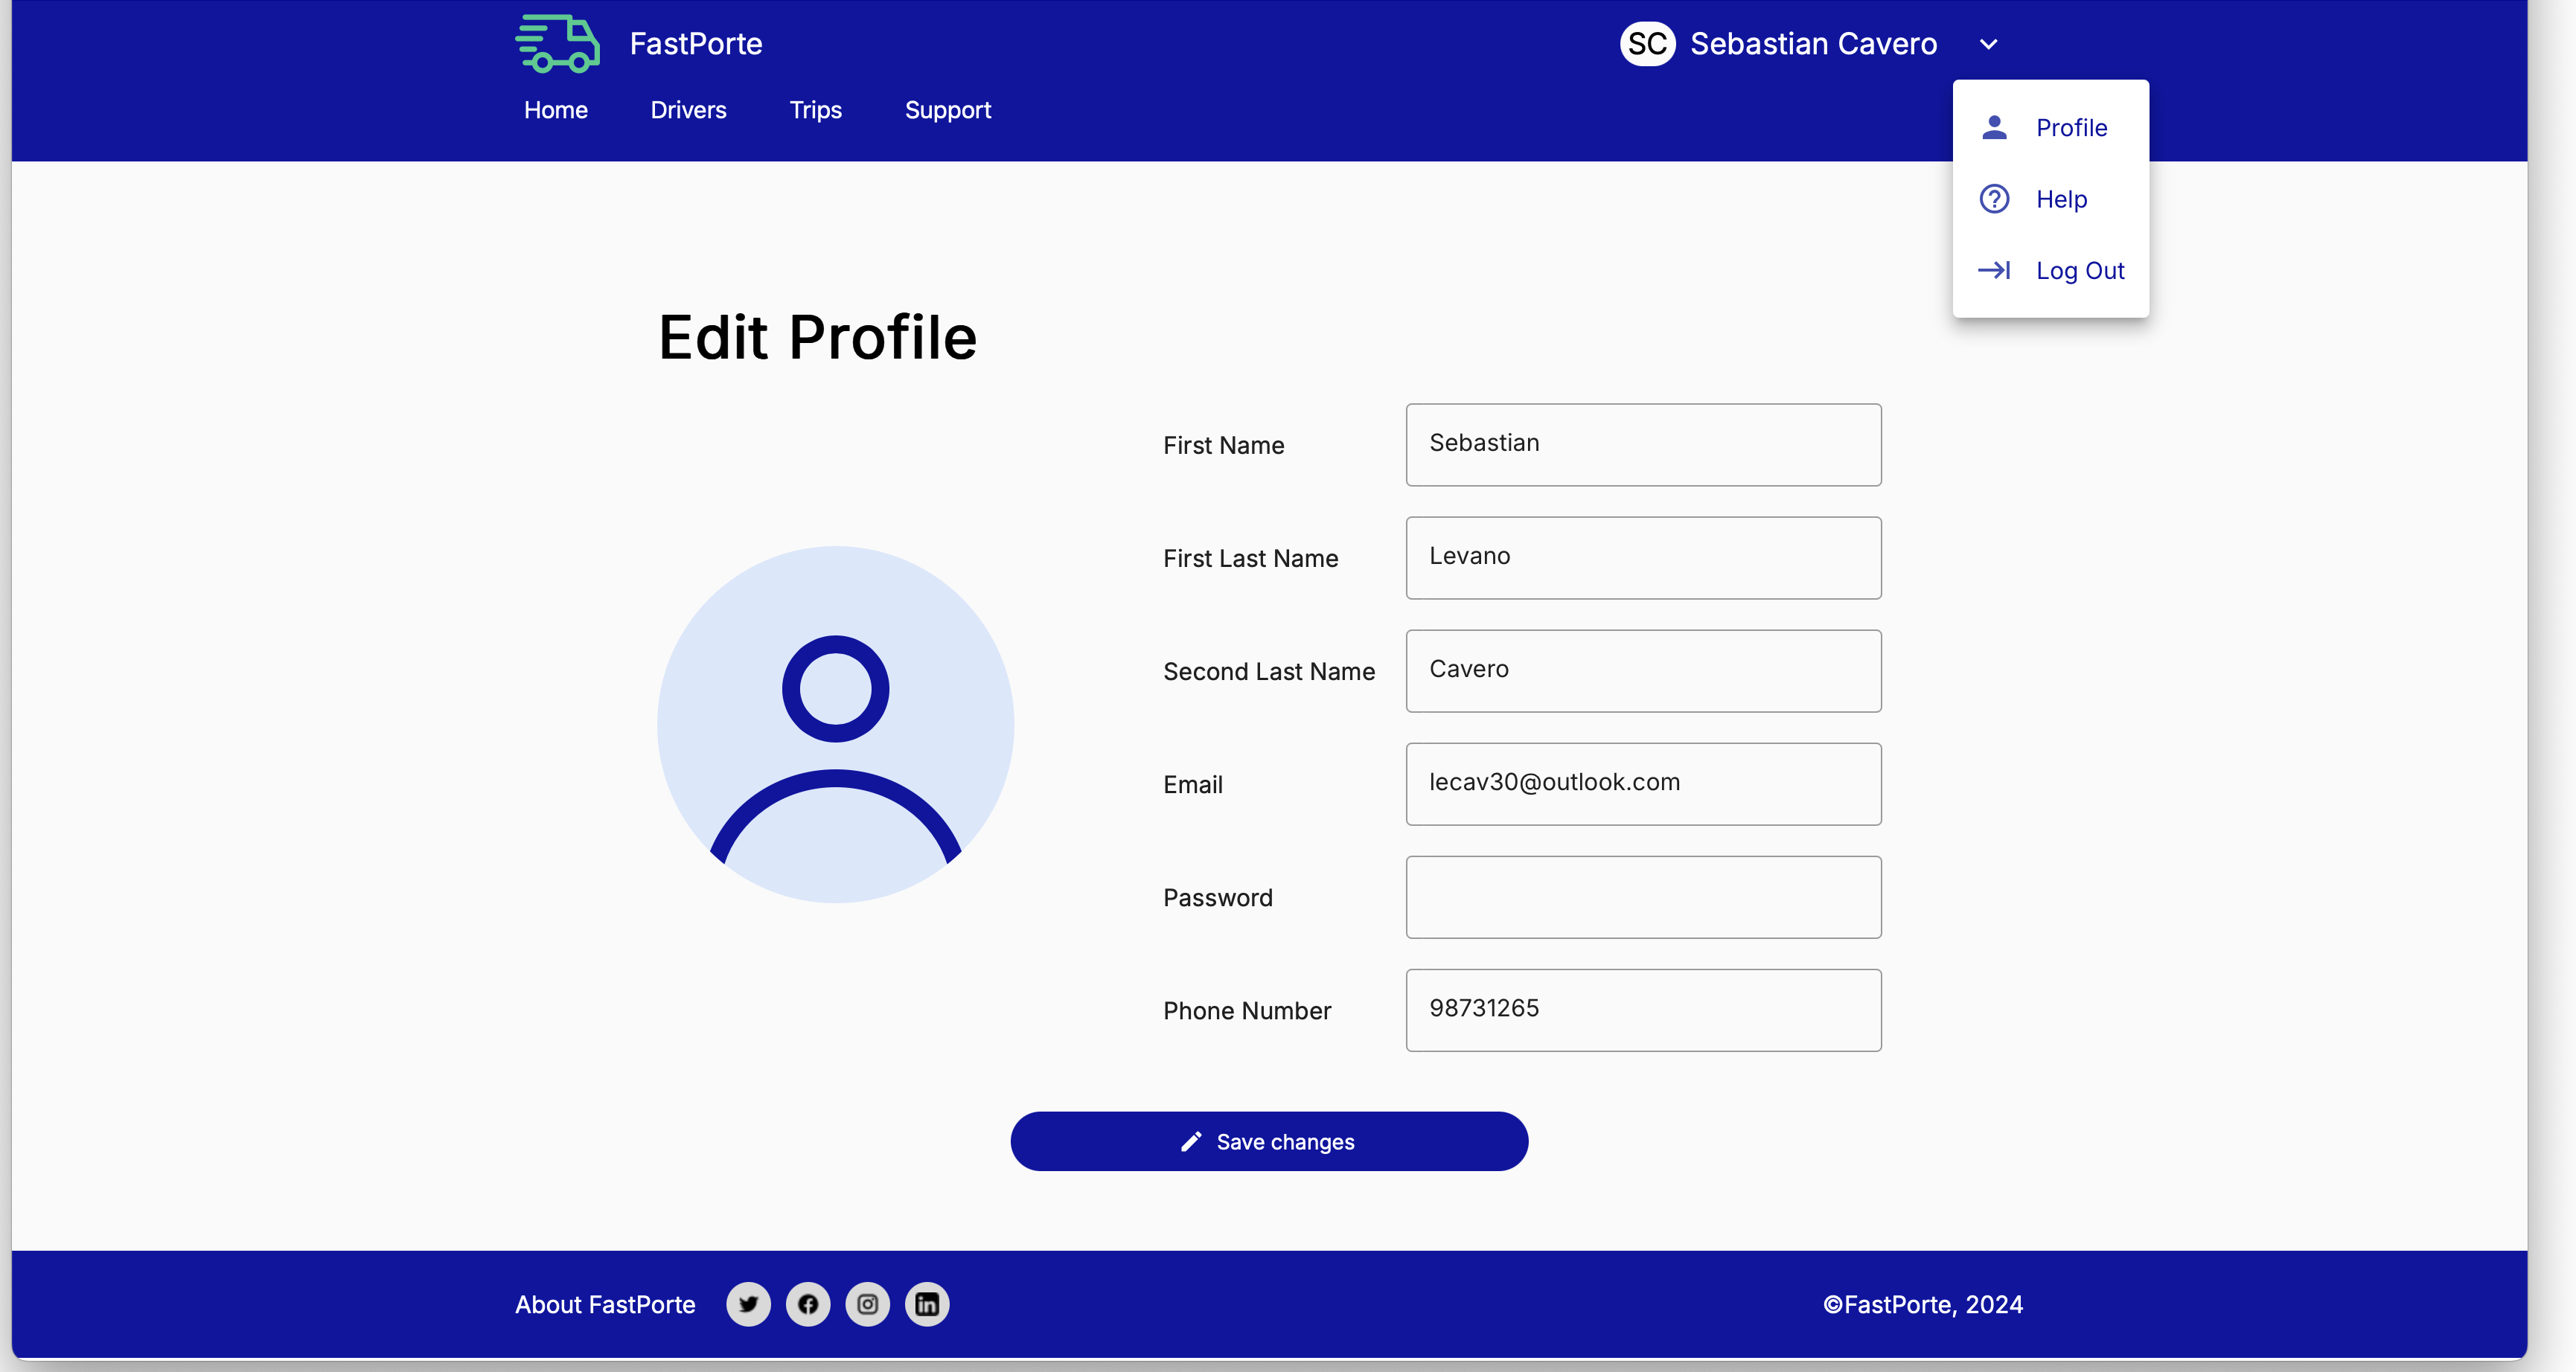 FastPorte
SC Sebastian Cavero
Home Drivers Trips Support
Profile
Help
Log Out
Edit Profile
First Name Sebastian
First Last Name Levano
Second Last Name Cavero
Email lecav30@outlook.com
Password
Phone Number 98731265
Save changes
About FastPorte
©FastPorte, 2024